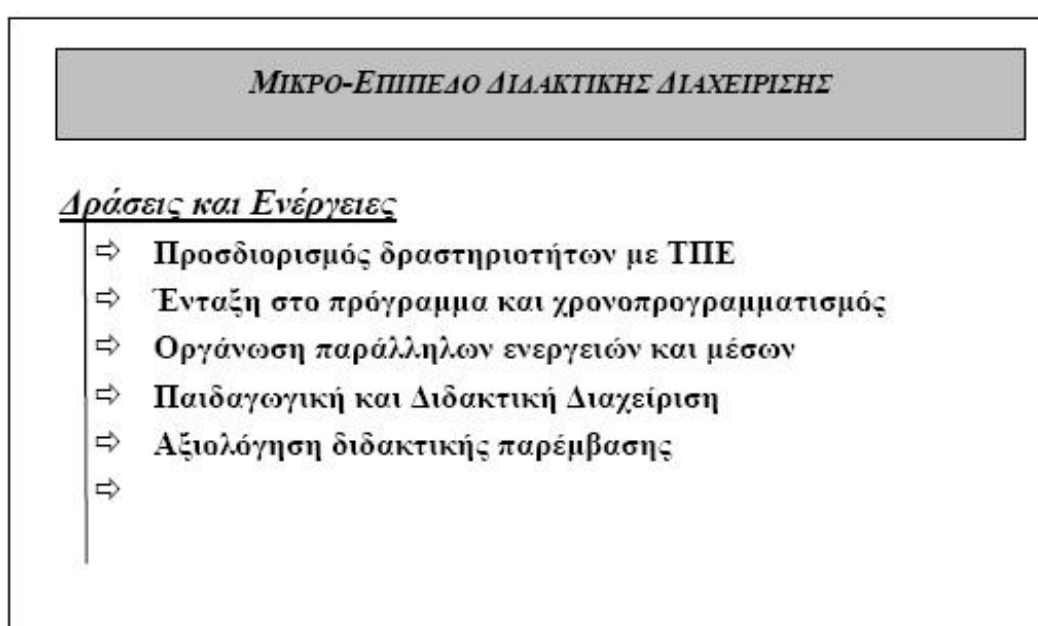 ΜΙΚΡΟ-ΕΠΙΠΕΔΟ ΔΙΔΑΚΤΙΚΗΣ ΔΙΑΧΕΙΡΙΣΗΣ
Δράσεις και Ενέργειες
⇨ Προσδιορισμός δραστηριοτήτων με ΤΠΕ
⇨ Ένταξη στο πρόγραμμα και χρονοπρογραμματισμός
⇨ Οργάνωση παράλληλων ενεργειών και μέσων
⇨ Παιδαγωγική και Διδακτική Διαχείριση
⇨ Αξιολόγηση διδακτικής παρέμβασης
⇨